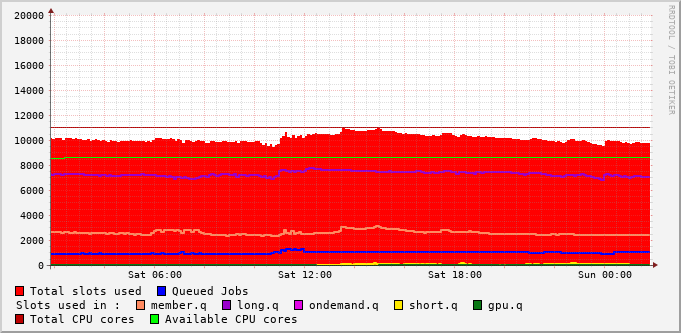 20000
18000
16000
14000
12000
10000
8000
6000
4000
2000
0
Sat 06:00 Sat 12:00 Sat 18:00 Sun 00:00
RRDTOOL / TOBI OETIKER
Total slots used Queued Jobs
Slots used in : member.q long.q ondemand.q short.q gpu.q
Total CPU cores Available CPU cores